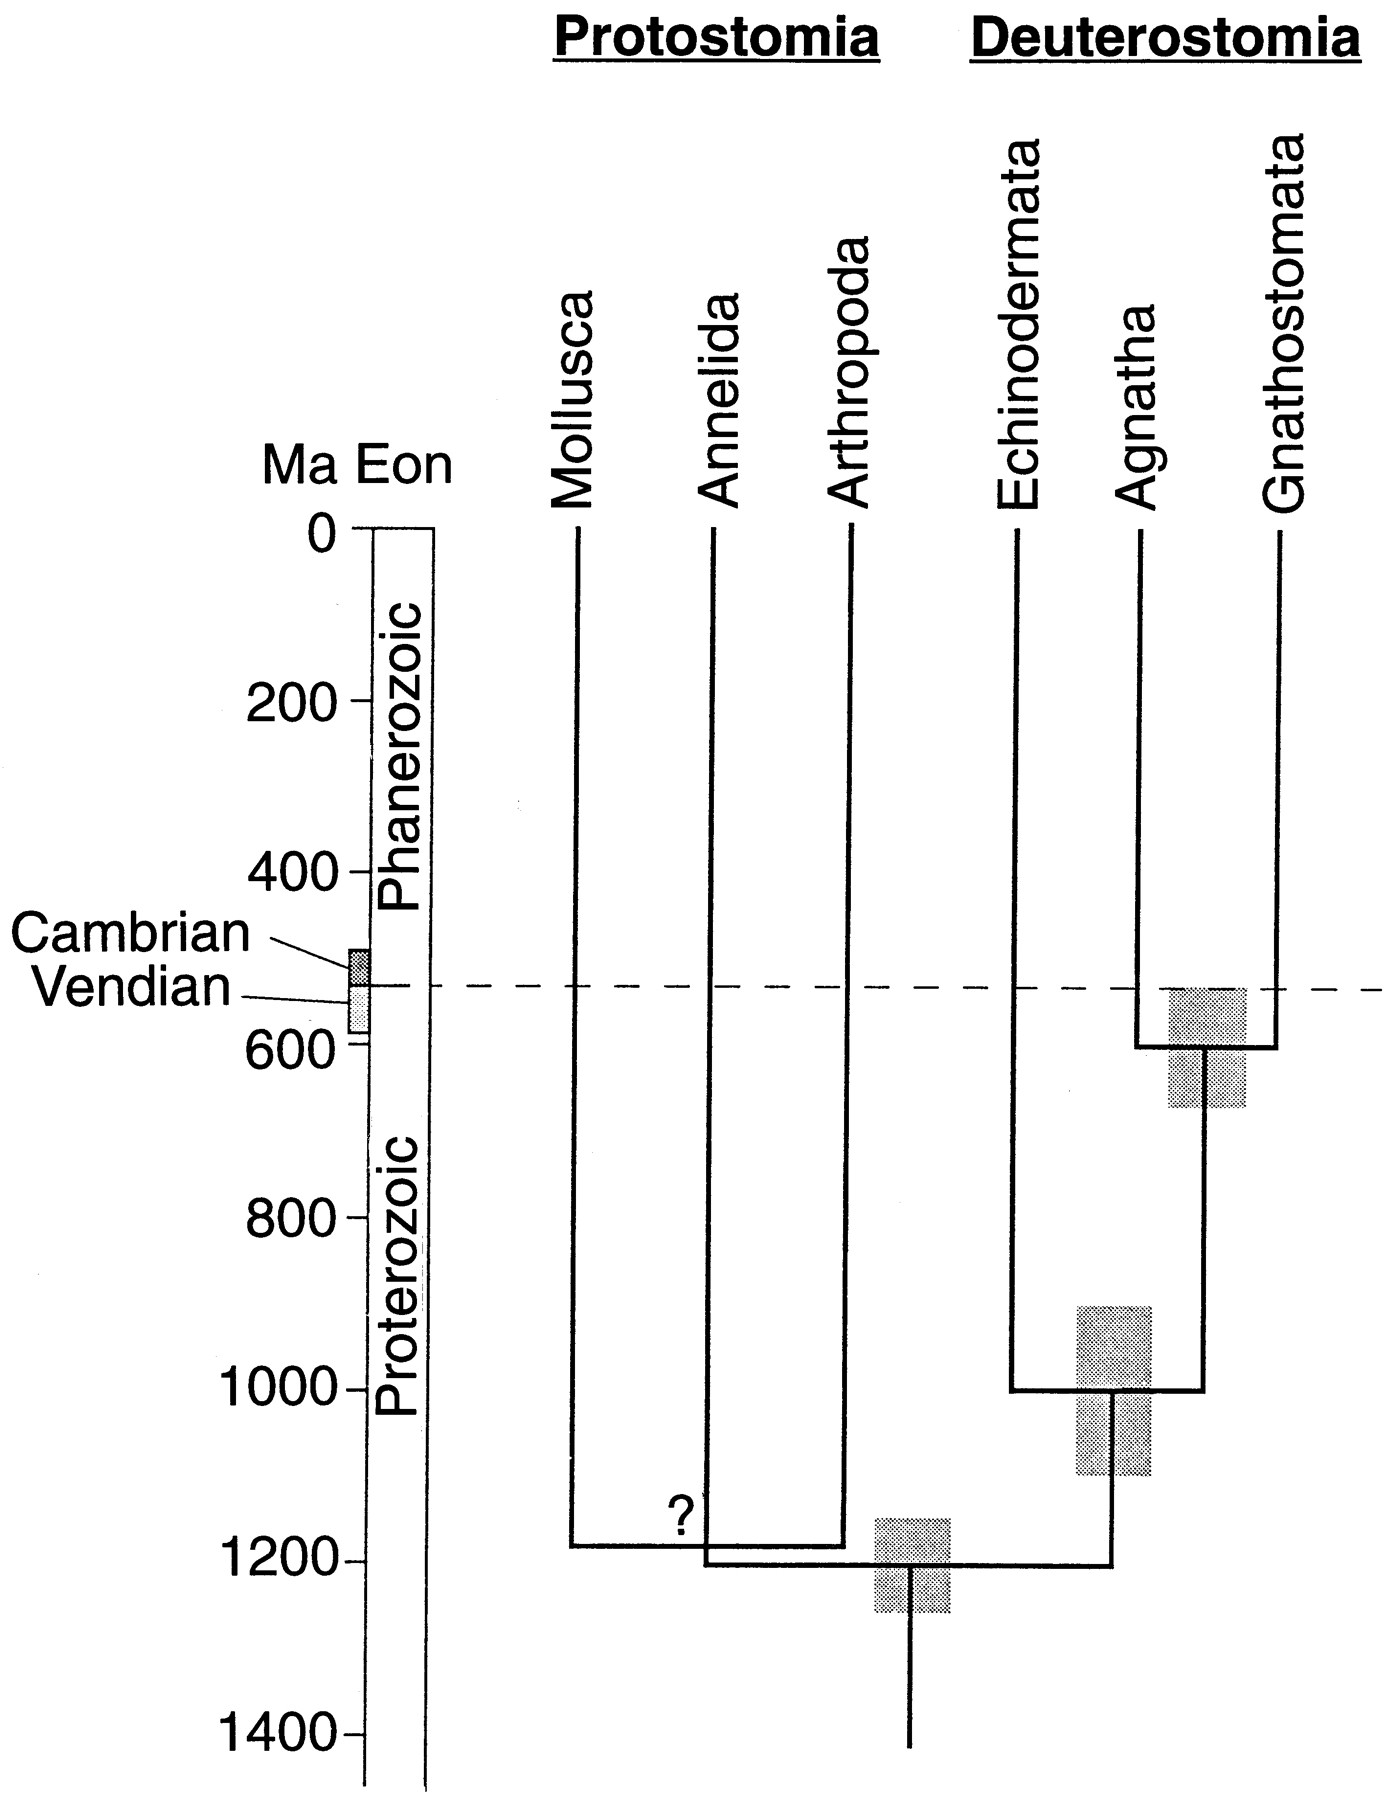 Protostomia
Deuterostomia
Mollusca
Annelida
Arthropoda
Echinodermata
Agnatha
Gnathostomata
Ma Eon
0
200
400
Cambrian
Vendian
600
800
1000
1200
1400
Phanerozoic
Proterozoic
?